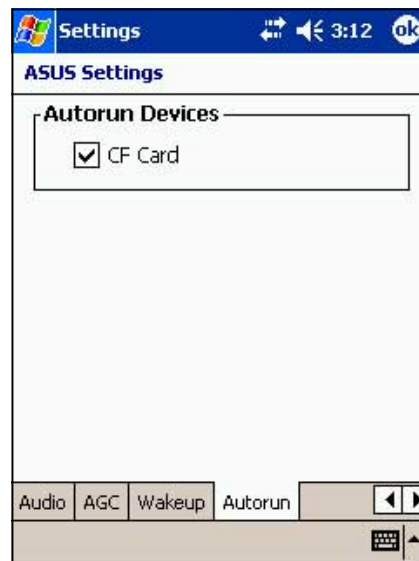 Settings 3:12 ok
ASUS Settings
Autorun Devices
CF Card
Audio AGC Wakeup Autorun